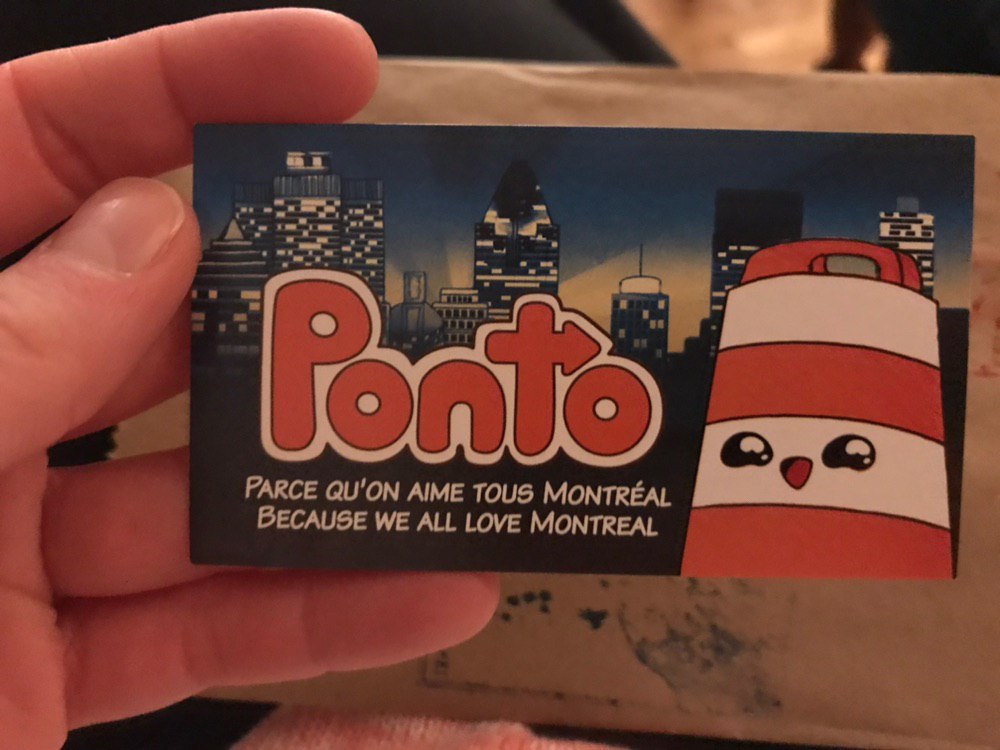 Ponto
PARCE QU'ON AIME TOUS MONTRÉAL
BECAUSE WE ALL LOVE MONTREAL